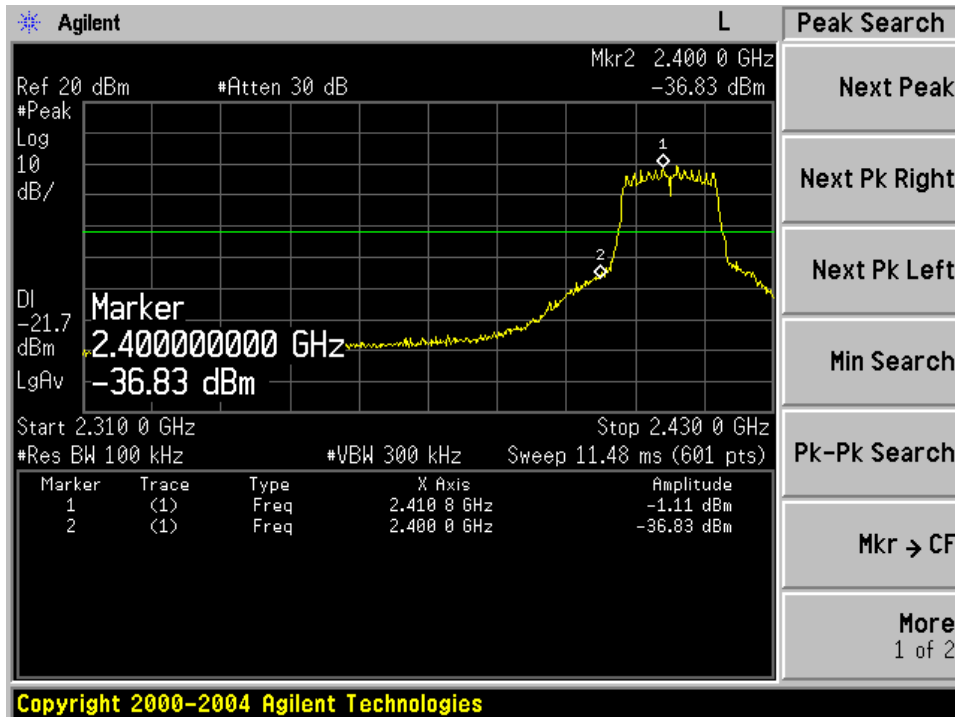 Agilent
L
Peak Search
Mkr2 2.400 0 GHz
Ref 20 dBm #Atten 30 dB -36.83 dBm
#Peak
Log
10
dB/
1
2
DI
-21.7
dBm
LgAv
Marker
2.400000000 GHz
-36.83 dBm
Start 2.310 0 GHz Stop 2.430 0 GHz
#Res BW 100 kHz #VBW 300 kHz Sweep 11.48 ms (601 pts)
Marker Trace Type X Axis Amplitude
1 (1) Freq 2.410 8 GHz -1.11 dBm
2 (1) Freq 2.400 0 GHz -36.83 dBm
Next Peak
Next Pk Right
Next Pk Left
Min Search
Pk-Pk Search
Mkr → CF
More
1 of 2
Copyright 2000-2004 Agilent Technologies